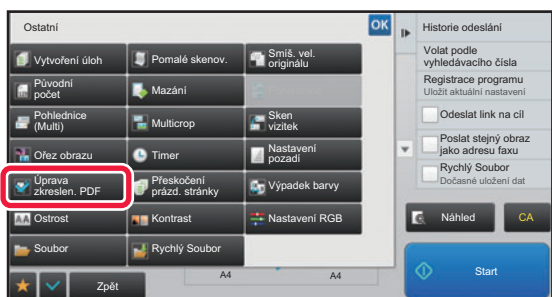 Ostatní
OK
Vytvoření úloh
Pomalé skenov.
Smíš. vel.
originálu
Původní
počet
Mazání
Pohlednice
(Multi)
Multicrop
Sken
vizitek
Ořez obrazu
Timer
Nastavení
pozadí
Úprava
zkreslen. PDF
Přeskočení
prázd. stránky
Výpadek barvy
Ostrost
Kontrast
Nastavení RGB
Soubor
Rychlý Soubor
Zpět
A4
A4
Historie odeslání
Volat podle
vyhledávacího čísla
Registrace programu
Uložit aktuální nastavení
Odeslat link na cíl
Poslat stejný obraz
jako adresu faxu
Rychlý Soubor
Dočasné uložení dat
Náhled
CA
Start